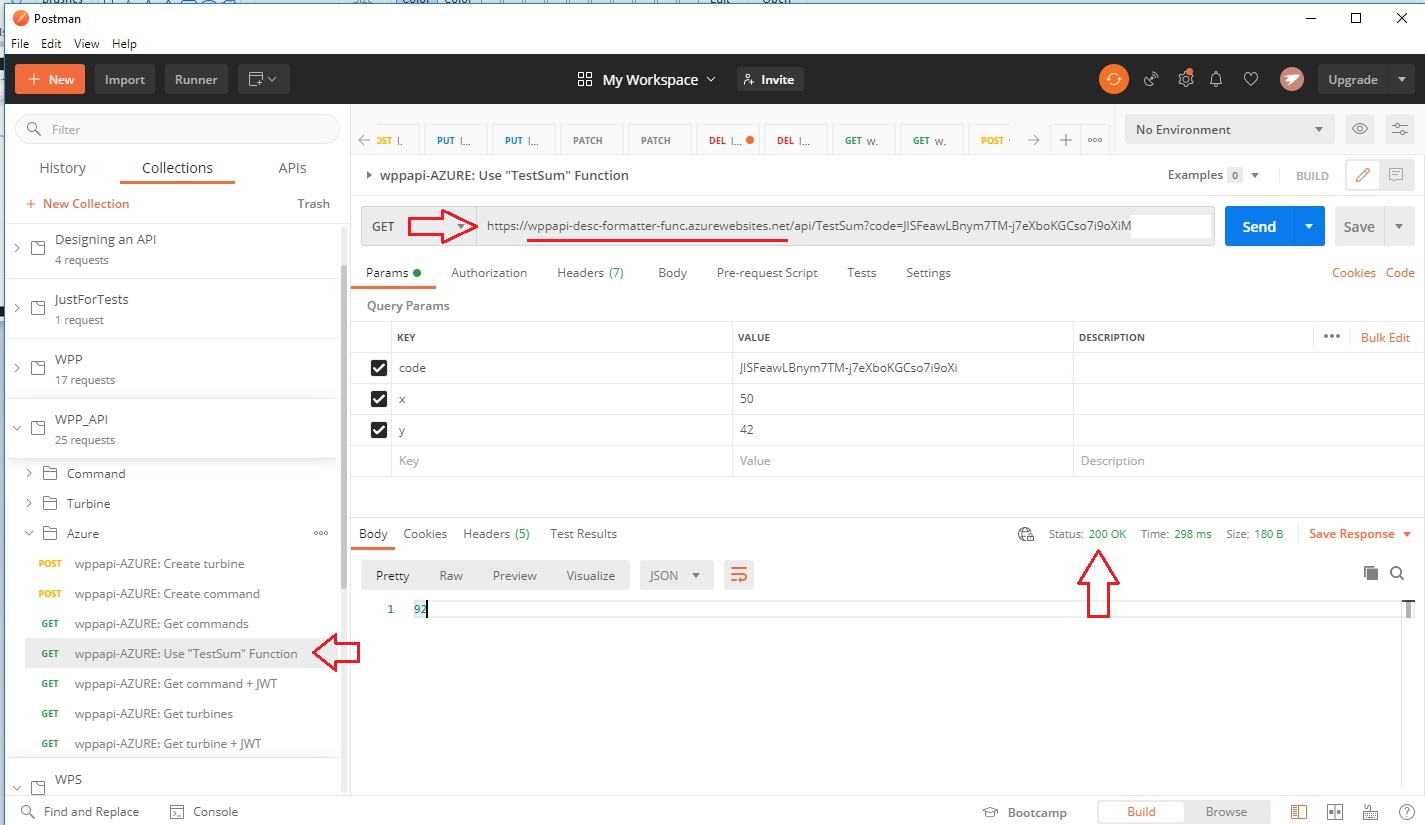 Postman
File Edit View Help
+ New Import Runner My Workspace Invite Upgrade
Filter
History Collections APIs
+ New Collection Trash
Designing an API
4 requests
JustForTests
1 request
WPP
17 requests
WPP_API
25 requests
Command
Turbine
Azure
POST wppapi-AZURE: Create turbine
POST wppapi-AZURE: Create command
GET wppapi-AZURE: Get commands
GET wppapi-AZURE: Use "TestSum" Function
GET wppapi-AZURE: Get command + JWT
GET wppapi-AZURE: Get turbines
GET wppapi-AZURE: Get turbine + JWT
WPS
PUT I... PUT I... PATCH PATCH DEL I... DEL I... GET w. GET w. POST
No Environment
wppapi-AZURE: Use "TestSum" Function Examples 0 BUILD
GET https://wppapi-desc-formatter-func.azurewebsites.net/api/TestSum?code=JISFeawLBnym7TM-j7eXboKGCso7i9oXiM Send Save
Params Authorization Headers (7) Body Pre-request Script Tests Settings Cookies Code
Query Params
KEY VALUE DESCRIPTION Bulk Edit
code JISFeawLBnym7TM-j7eXboKGCso7i9oXi
x 50
y 42
Key Value Description
Body Cookies Headers (5) Test Results Status: 200 OK Time: 298 ms Size: 180 B Save Response
Pretty Raw Preview Visualize JSON
1 92
Find and Replace Console Bootcamp Build Browse